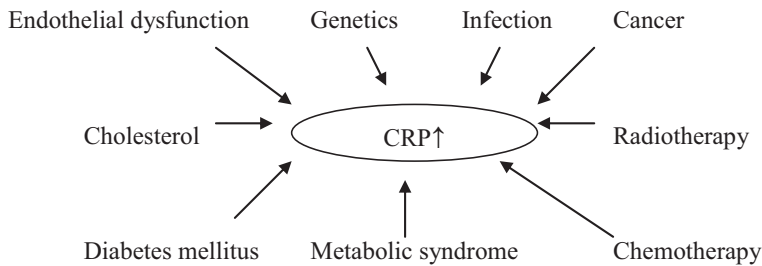 Endothelial dysfunction Genetics Infection Cancer
Cholesterol CRP↑ Radiotherapy
Diabetes mellitus Metabolic syndrome Chemotherapy